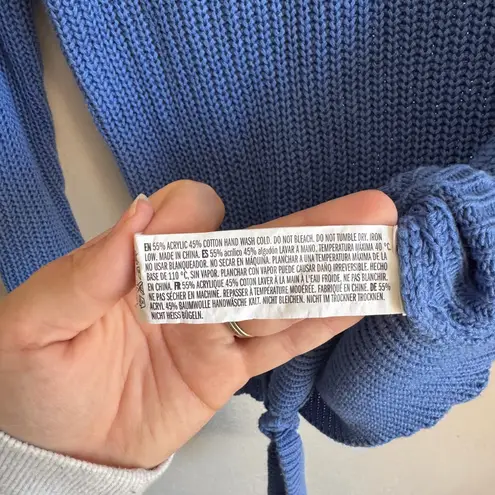 EN 55% ACRYLIC 45% COTTON HAND WASH COLD. DO NOT BLEACH. DO NOT TUMBLE DRY, IRON
LOW. MADE IN CHINA. ES 55% acrílico 45% algodón LAVAR A MANO, TEMPERATURA MÁXIMA 40 °C.
NO USAR BLANQUEADOR. NO SECAR EN MÁQUINA. PLANCHAR A UNA TEMPERATURA MÁXIMA DE LA
BASE DE 110 °C, SIN VAPOR. PLANCHAR CON VAPOR PUEDE CAUSAR DAÑO IRREVERSIBLE. HECHO
EN CHINA. FR 55% ACRYLIQUE 45% COTON LAVER À LA MAIN À L'EAU FROIDE, NE PAS BLANCHIR.
NE PAS SÉCHER EN MACHINE. REPASSER À TEMPÉRATURE MODÉRÉE. FABRIQUÉ EN CHINE. DE 55%
ACRYL 45% BAUMWOLLE HANDWÄSCHE KALT. NICHT BLEICHEN. NICHT IM TROCKNER TROCKNEN.
NICHT HEISS BÜGELN.